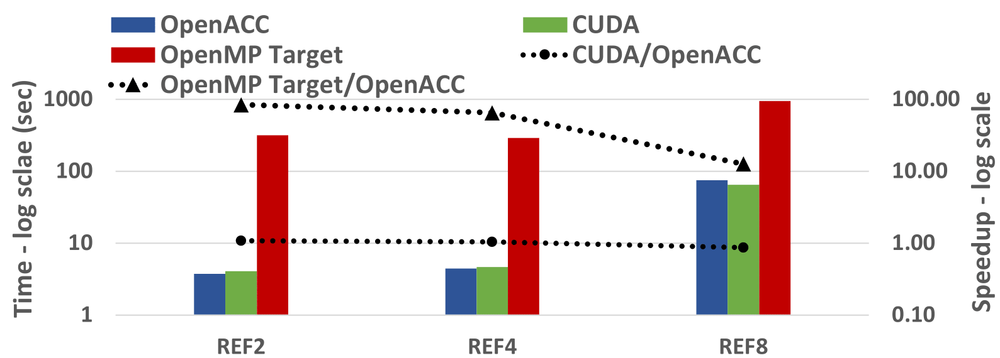 OpenACC
CUDA
OpenMP Target
CUDA/OpenACC
OpenMP Target/OpenACC
Time - log sclae (sec)
1000
100
10
1
100.00
10.00
1.00
0.10
Speedup - log scale
REF2
REF4
REF8